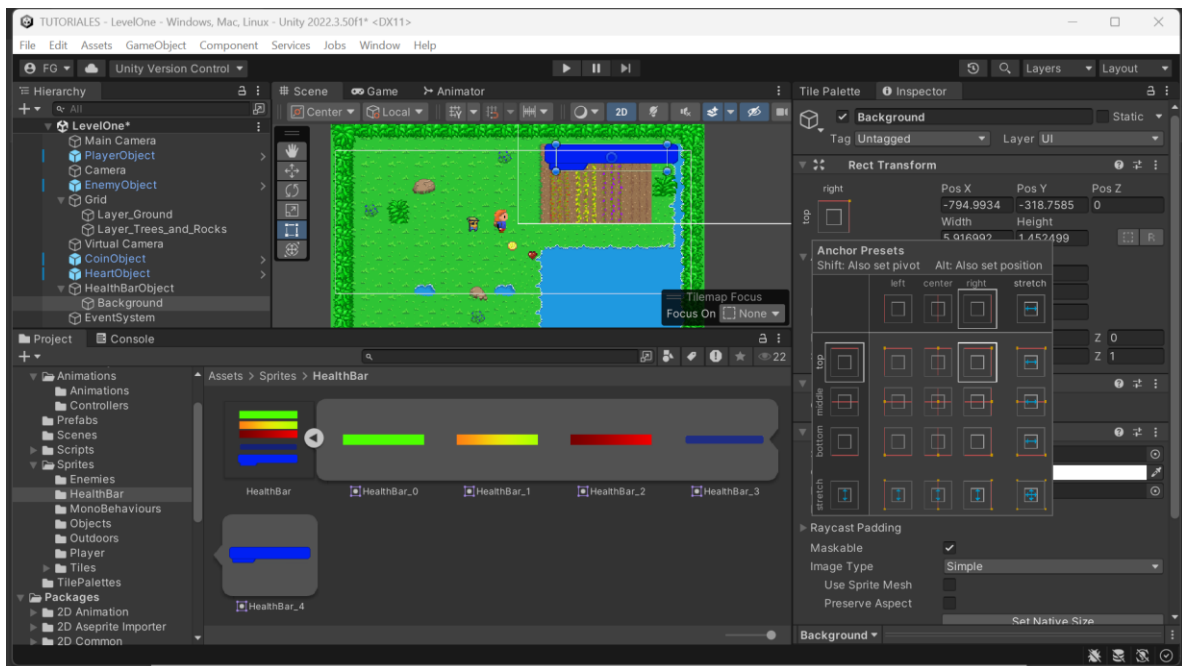 TUTORIALES - LevelOne - Windows, Mac, Linux - Unity 2022.3.50f1* <DX11>
File Edit Assets GameObject Component Services Jobs Window Help
FG Unity Version Control Layers Layout
Hierarchy
All
LevelOne*
Main Camera
PlayerObject
Camera
EnemyObject
Grid
Layer_Ground
Layer_Trees_and_Rocks
Virtual Camera
CoinObject
HeartObject
HealthBarObject
Background
EventSystem
Scene Game Animator
Center Local 2D
Tilemap Focus
Focus On None
Tile Palette Inspector
Background Static
Tag Untagged Layer UI
Rect Transform
right Pos X Pos Y Pos Z
top -794.9934 -318.7585 0
Width Height
5.916992 1.452499 R
Anchor Presets
Shift: Also set pivot Alt: Also set position
left center right stretch
top
middle
bottom
stretch
Z 0
Z 1
Raycast Padding
Maskable
Image Type Simple
Use Sprite Mesh
Preserve Aspect
Set Native Size
Background
Project Console
22
Animations
Animations
Controllers
Prefabs
Scenes
Scripts
Sprites
Enemies
HealthBar
MonoBehaviours
Objects
Outdoors
Player
Tiles
TilePalettes
Packages
2D Animation
2D Aseprite Importer
2D Common
Assets > Sprites > HealthBar
HealthBar HealthBar_0 HealthBar_1 HealthBar_2 HealthBar_3
HealthBar_4